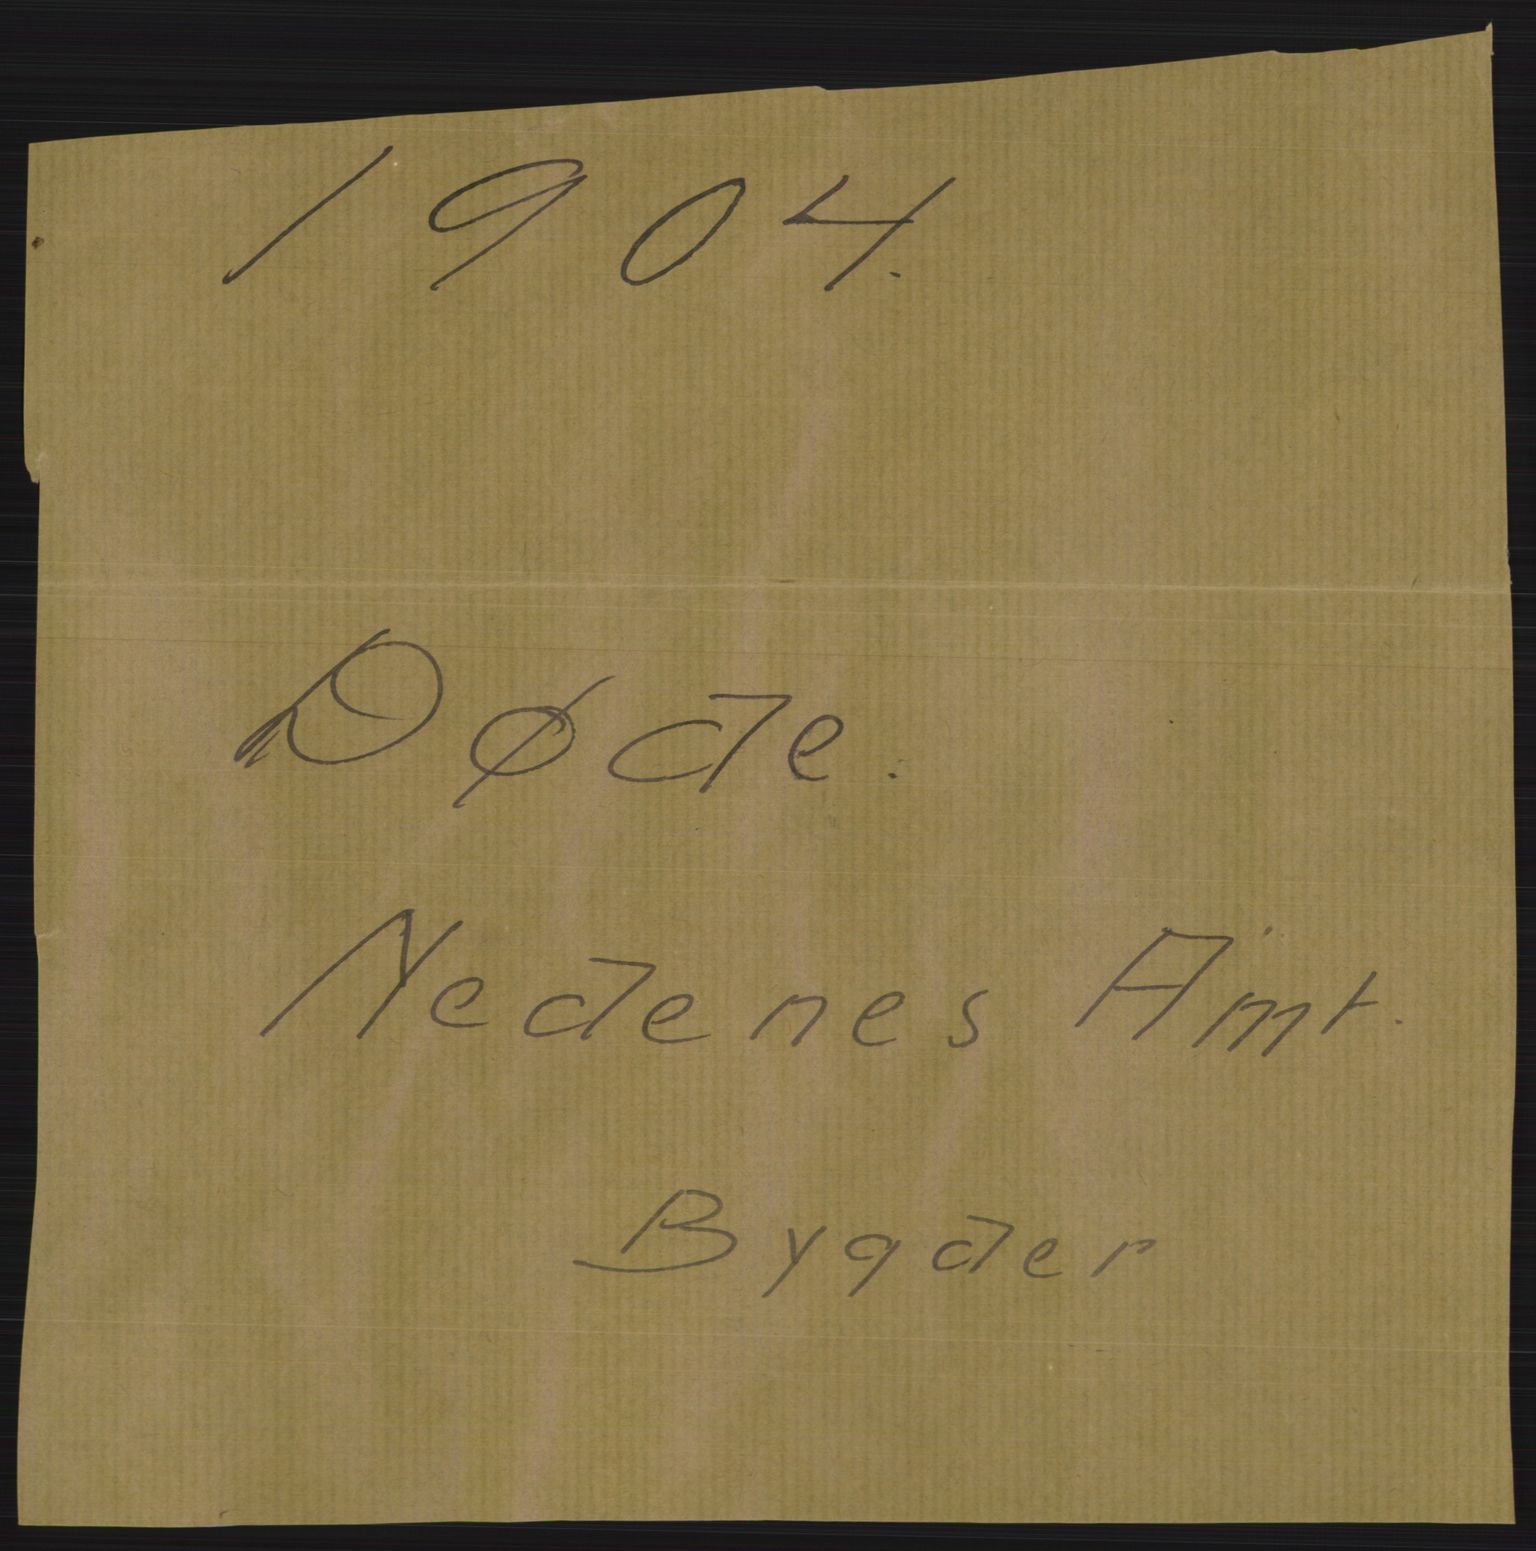 1904.
Døde.
Nedenes Amt.
Bygder